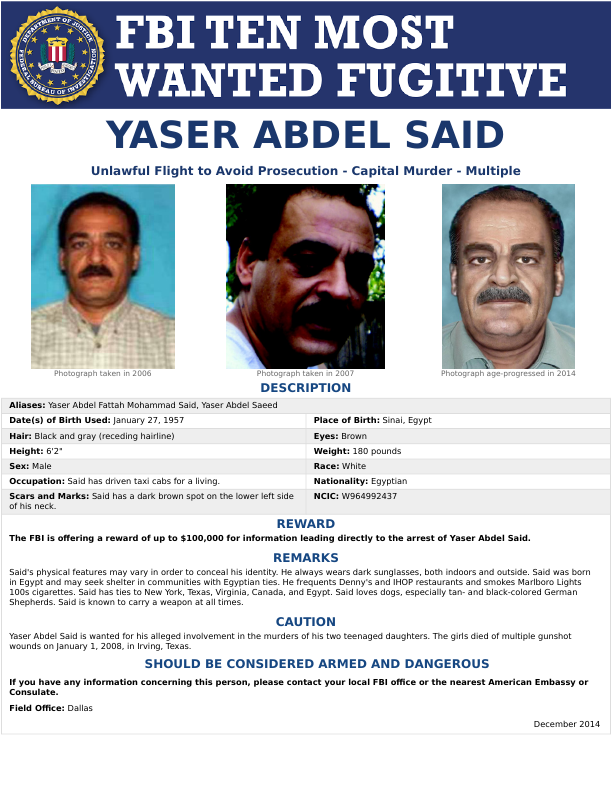 FBI TEN MOST
WANTED FUGITIVE
YASER ABDEL SAID
Unlawful Flight to Avoid Prosecution - Capital Murder - Multiple
Photograph taken in 2006
Photograph taken in 2007
Photograph age-progressed in 2014
DESCRIPTION
Aliases: Yaser Abdel Fattah Mohammad Said, Yaser Abdel Saeed
Date(s) of Birth Used: January 27, 1957
Place of Birth: Sinai, Egypt
Hair: Black and gray (receding hairline)
Eyes: Brown
Height: 6'2"
Weight: 180 pounds
Sex: Male
Race: White
Occupation: Said has driven taxi cabs for a living.
Nationality: Egyptian
Scars and Marks: Said has a dark brown spot on the lower left side
of his neck.
NCIC: W964992437
REWARD
The FBI is offering a reward of up to $100,000 for information leading directly to the arrest of Yaser Abdel Said.
REMARKS
Said's physical features may vary in order to conceal his identity. He always wears dark sunglasses, both indoors and outside. Said was born
in Egypt and may seek shelter in communities with Egyptian ties. He frequents Denny's and IHOP restaurants and smokes Marlboro Lights
100s cigarettes. Said has ties to New York, Texas, Virginia, Canada, and Egypt. Said loves dogs, especially tan- and black-colored German
Shepherds. Said is known to carry a weapon at all times.
CAUTION
Yaser Abdel Said is wanted for his alleged involvement in the murders of his two teenaged daughters. The girls died of multiple gunshot
wounds on January 1, 2008, in Irving, Texas.
SHOULD BE CONSIDERED ARMED AND DANGEROUS
If you have any information concerning this person, please contact your local FBI office or the nearest American Embassy or
Consulate.
Field Office: Dallas
December 2014